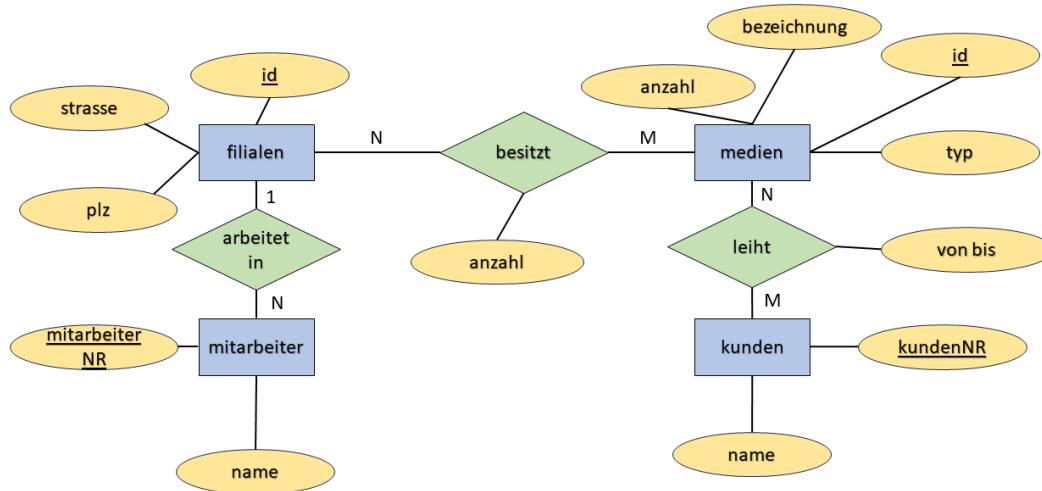 bezeichnung
id
id
anzahl
strasse
filialen
N
besitzt
M
medien
typ
plz
1
N
arbeitet
in
leiht
von bis
anzahl
N
M
mitarbeiter
NR
mitarbeiter
kunden
kundenNR
name
name